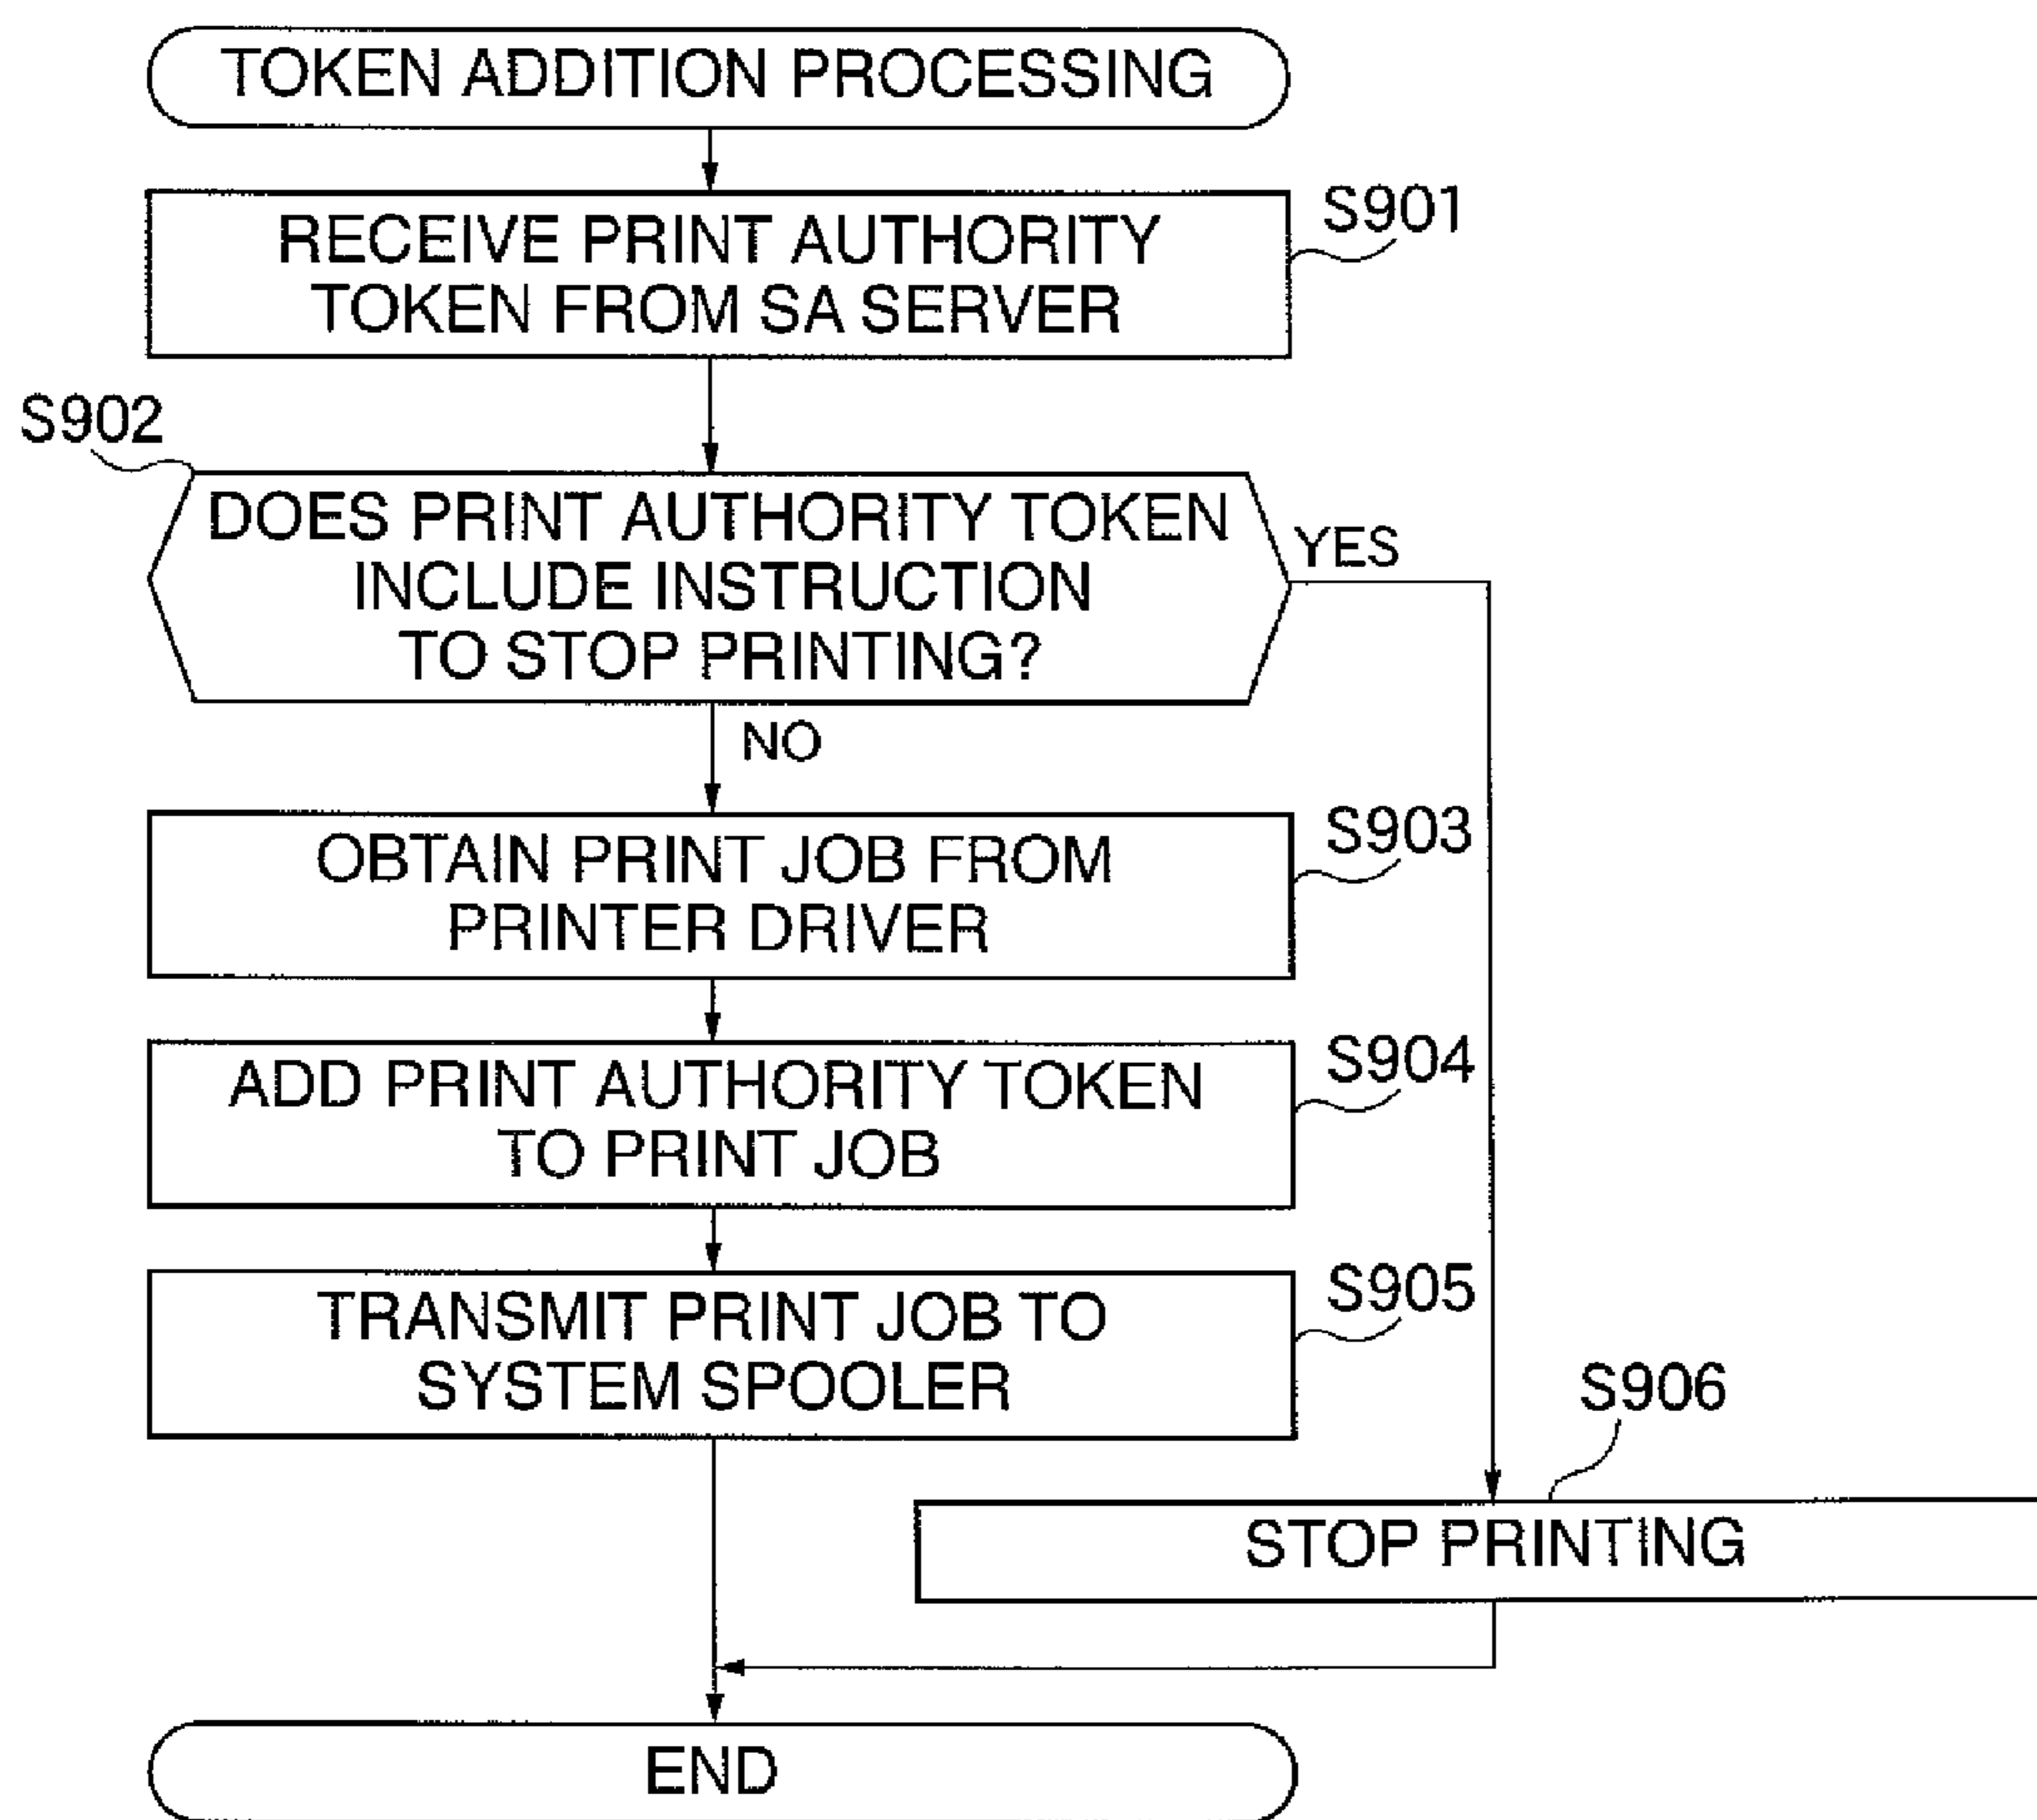 TOKEN ADDITION PROCESSING
S901
RECEIVE PRINT AUTHORITY
TOKEN FROM SA SERVER
S902
DOES PRINT AUTHORITY TOKEN
INCLUDE INSTRUCTION
TO STOP PRINTING?
YES
NO
S903
OBTAIN PRINT JOB FROM
PRINTER DRIVER
S904
ADD PRINT AUTHORITY TOKEN
TO PRINT JOB
S905
TRANSMIT PRINT JOB TO
SYSTEM SPOOLER
S906
STOP PRINTING
END